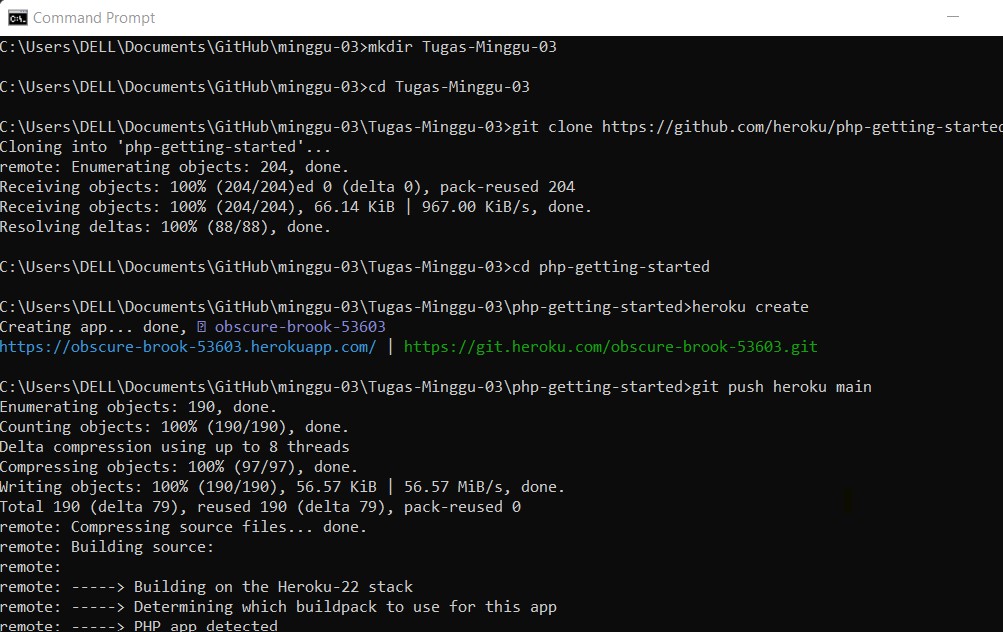 Command Prompt
C:\Users\DELL\Documents\GitHub\minggu-03>mkdir Tugas-Minggu-03
C:\Users\DELL\Documents\GitHub\minggu-03>cd Tugas-Minggu-03
C:\Users\DELL\Documents\GitHub\minggu-03\Tugas-Minggu-03>git clone https://github.com/heroku/php-getting-started
Cloning into 'php-getting-started'...
remote: Enumerating objects: 204, done.
Receiving objects: 100% (204/204)ed 0 (delta 0), pack-reused 204
Receiving objects: 100% (204/204), 66.14 KiB | 967.00 KiB/s, done.
Resolving deltas: 100% (88/88), done.
C:\Users\DELL\Documents\GitHub\minggu-03\Tugas-Minggu-03>cd php-getting-started
C:\Users\DELL\Documents\GitHub\minggu-03\Tugas-Minggu-03\php-getting-started>heroku create
Creating app... done, ⍰ obscure-brook-53603
https://obscure-brook-53603.herokuapp.com/ | https://git.heroku.com/obscure-brook-53603.git
C:\Users\DELL\Documents\GitHub\minggu-03\Tugas-Minggu-03\php-getting-started>git push heroku main
Enumerating objects: 190, done.
Counting objects: 100% (190/190), done.
Delta compression using up to 8 threads
Compressing objects: 100% (97/97), done.
Writing objects: 100% (190/190), 56.57 KiB | 56.57 MiB/s, done.
Total 190 (delta 79), reused 190 (delta 79), pack-reused 0
remote: Compressing source files... done.
remote: Building source:
remote:
remote: -----> Building on the Heroku-22 stack
remote: -----> Determining which buildpack to use for this app
remote: -----> PHP app detected